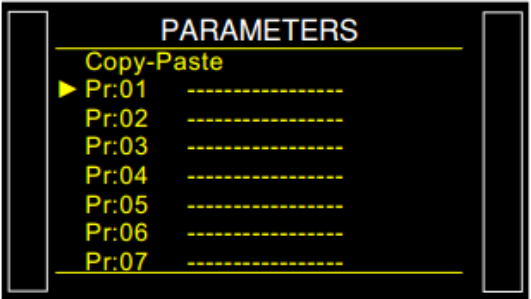 PARAMETERS
Copy-Paste
► Pr:01 -----------------
Pr:02 -----------------
Pr:03 -----------------
Pr:04 -----------------
Pr:05 -----------------
Pr:06 -----------------
Pr:07 -----------------